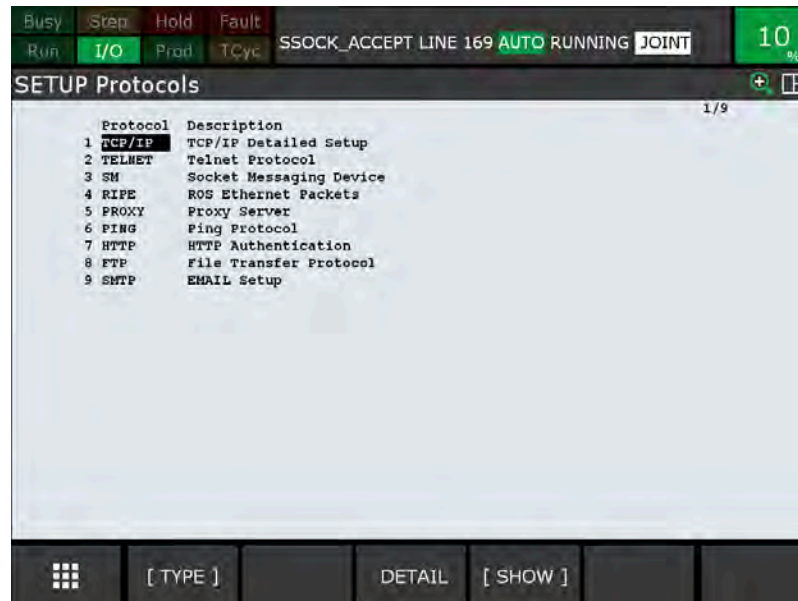 Busy Step Hold Fault
Run I/O Prod TCyc
SSOCK_ACCEPT LINE 169 AUTO RUNNING JOINT
10
%
SETUP Protocols
1/9
Protocol Description
1 TCP/IP TCP/IP Detailed Setup
2 TELNET Telnet Protocol
3 SM Socket Messaging Device
4 RIPE ROS Ethernet Packets
5 PROXY Proxy Server
6 PING Ping Protocol
7 HTTP HTTP Authentication
8 FTP File Transfer Protocol
9 SMTP EMAIL Setup
[ TYPE ] DETAIL [ SHOW ]